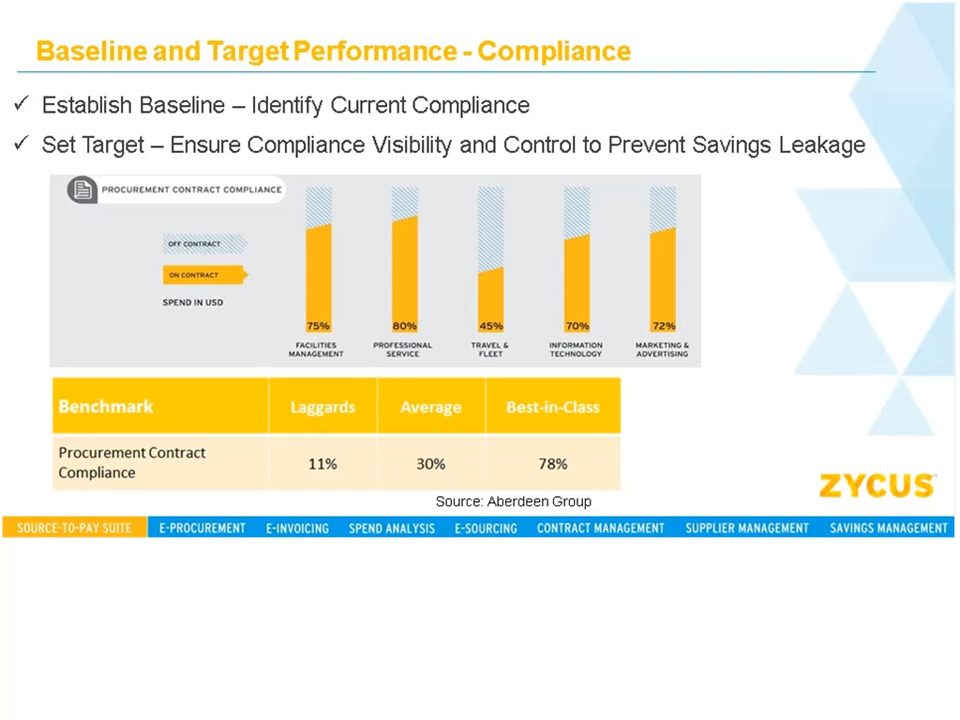 Baseline and Target Performance - Compliance
✓ Establish Baseline – Identify Current Compliance
✓ Set Target – Ensure Compliance Visibility and Control to Prevent Savings Leakage
PROCUREMENT CONTRACT COMPLIANCE
OFF CONTRACT
ON CONTRACT
SPEND IN USD
75% 80% 45% 70% 72%
FACILITIES MANAGEMENT
PROFESSIONAL SERVICE
TRAVEL & FLEET
INFORMATION TECHNOLOGY
MARKETING & ADVERTISING
Benchmark Laggards Average Best-in-Class
Procurement Contract
Compliance 11% 30% 78%
Source: Aberdeen Group
ZYCUS™
SOURCE-TO-PAY SUITE E-PROCUREMENT E-INVOICING SPEND ANALYSIS E-SOURCING CONTRACT MANAGEMENT SUPPLIER MANAGEMENT SAVINGS MANAGEMENT